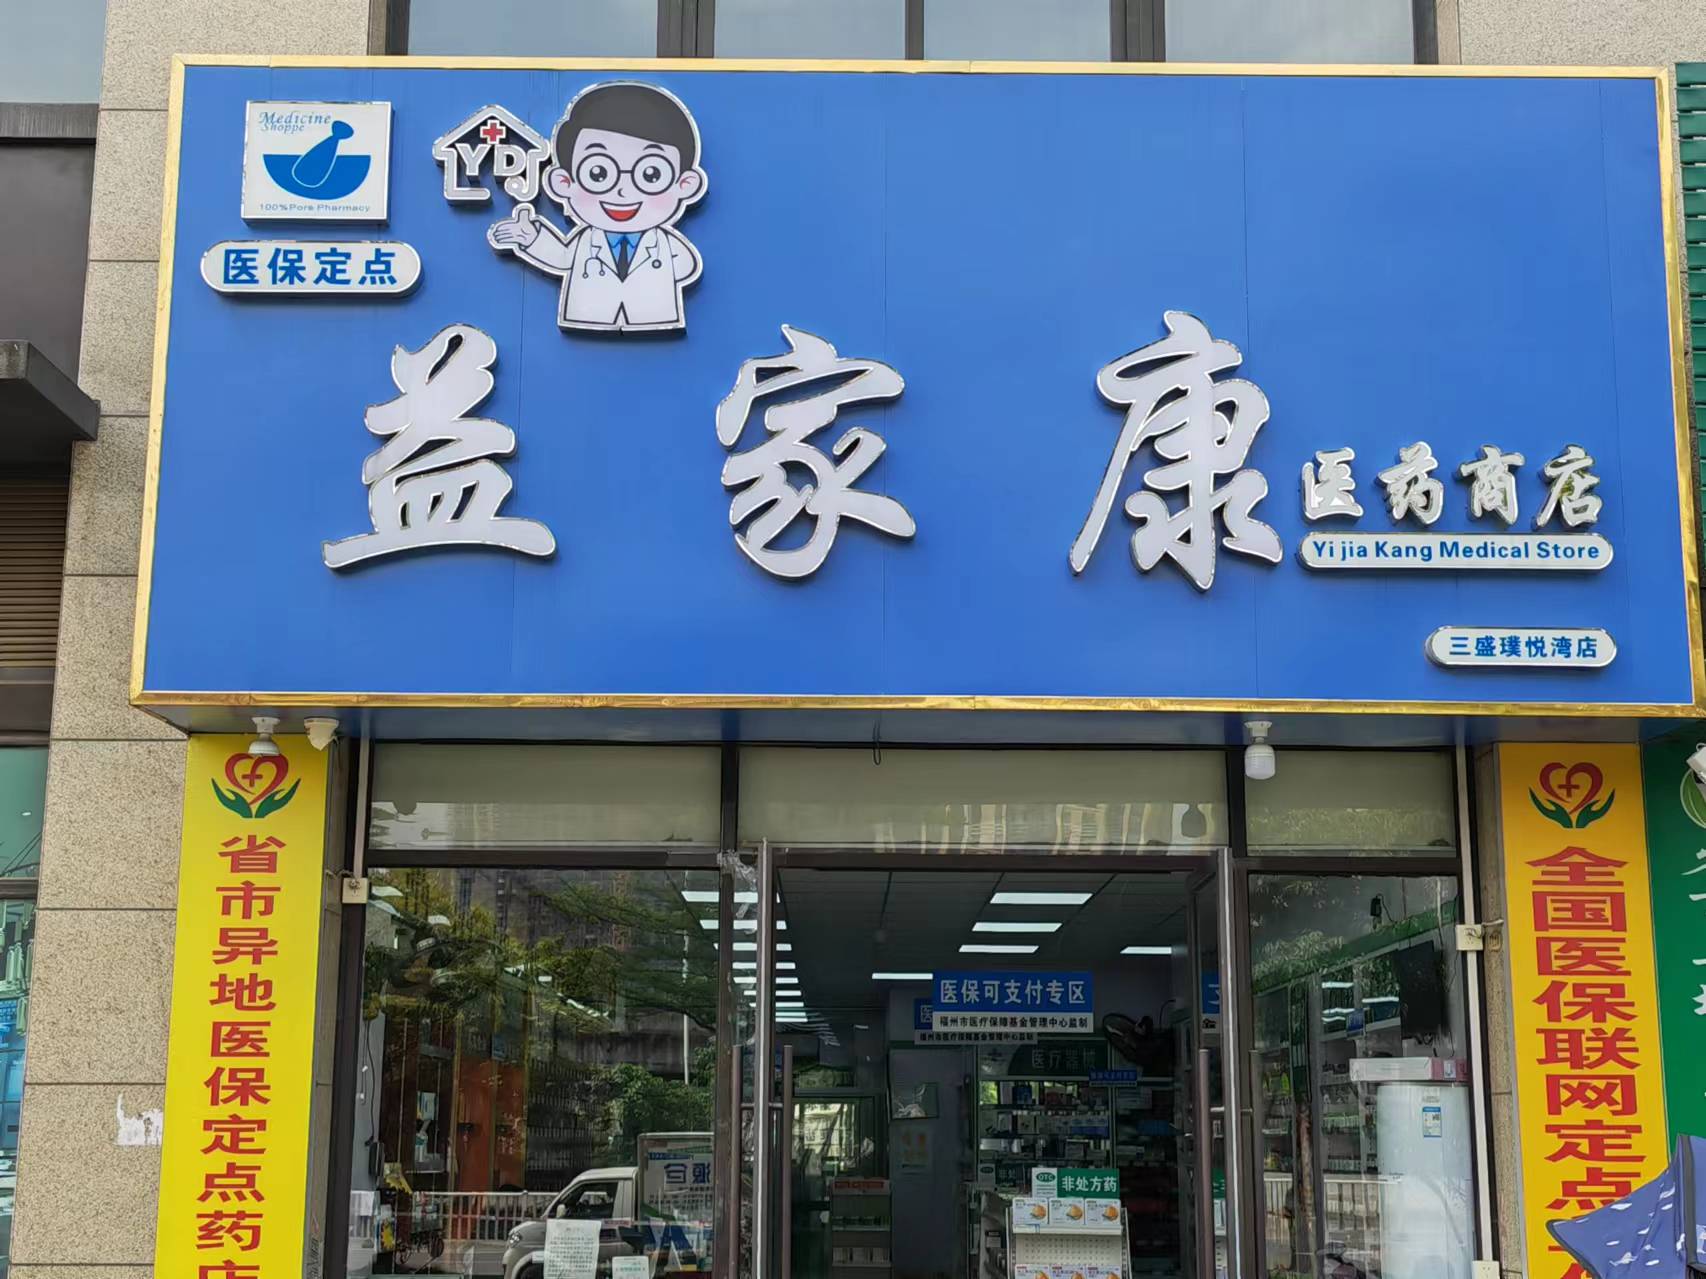 Medicine
Shoppe
100%Pore Pharmacy
YD
医保定点
益家康
医药商店
Yi jia Kang Medical Store
三盛璞悦湾店
省市异地医保定点药店
全国医保联网定点
医保可支付专区
福州市医疗保障基金管理中心监制
医疗器械
OTC
非处方药